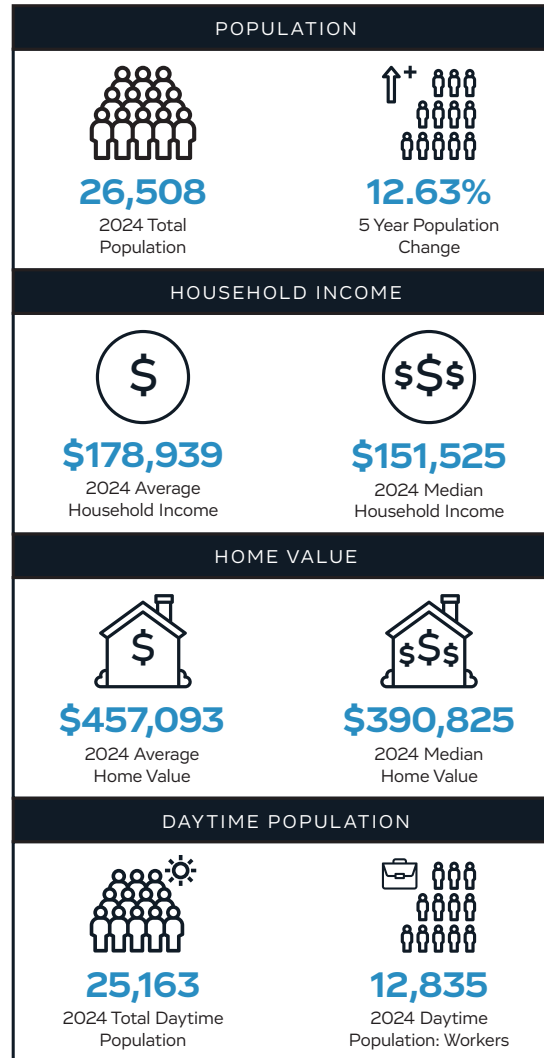 POPULATION
26,508
2024 Total
Population
12.63%
5 Year Population
Change
HOUSEHOLD INCOME
$
$178,939
2024 Average
Household Income
$$$
$151,525
2024 Median
Household Income
HOME VALUE
$
$457,093
2024 Average
Home Value
$$$
$390,825
2024 Median
Home Value
DAYTIME POPULATION
25,163
2024 Total Daytime
Population
12,835
2024 Daytime
Population: Workers